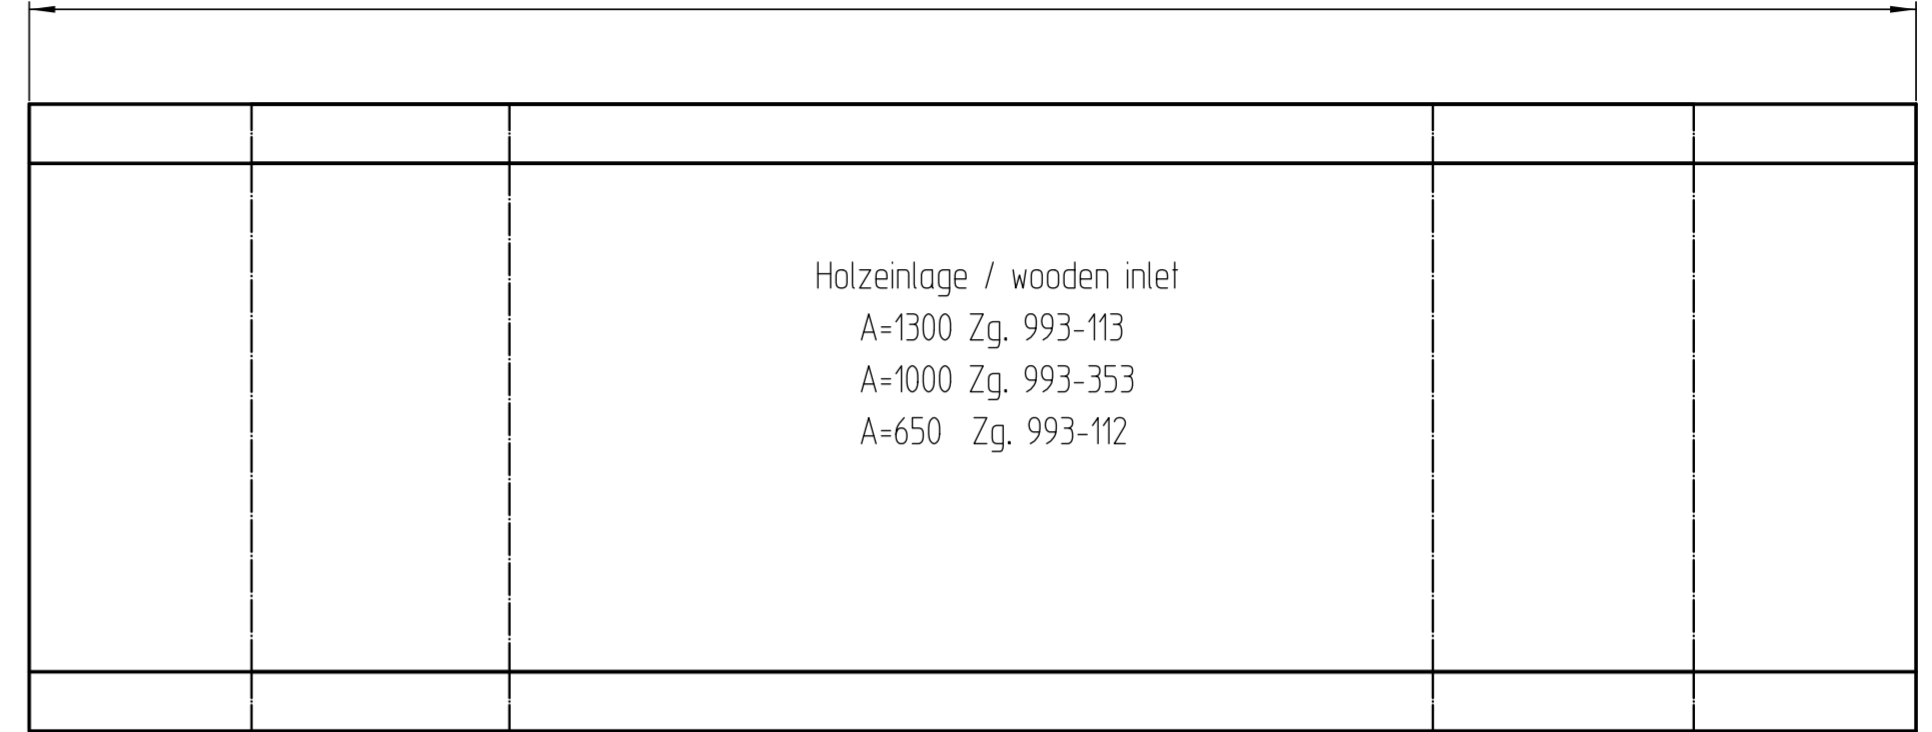 Holzeinlage / wooden inlet
A=1300 Zg. 993-113
A=1000 Zg. 993-353
A=650 Zg. 993-112